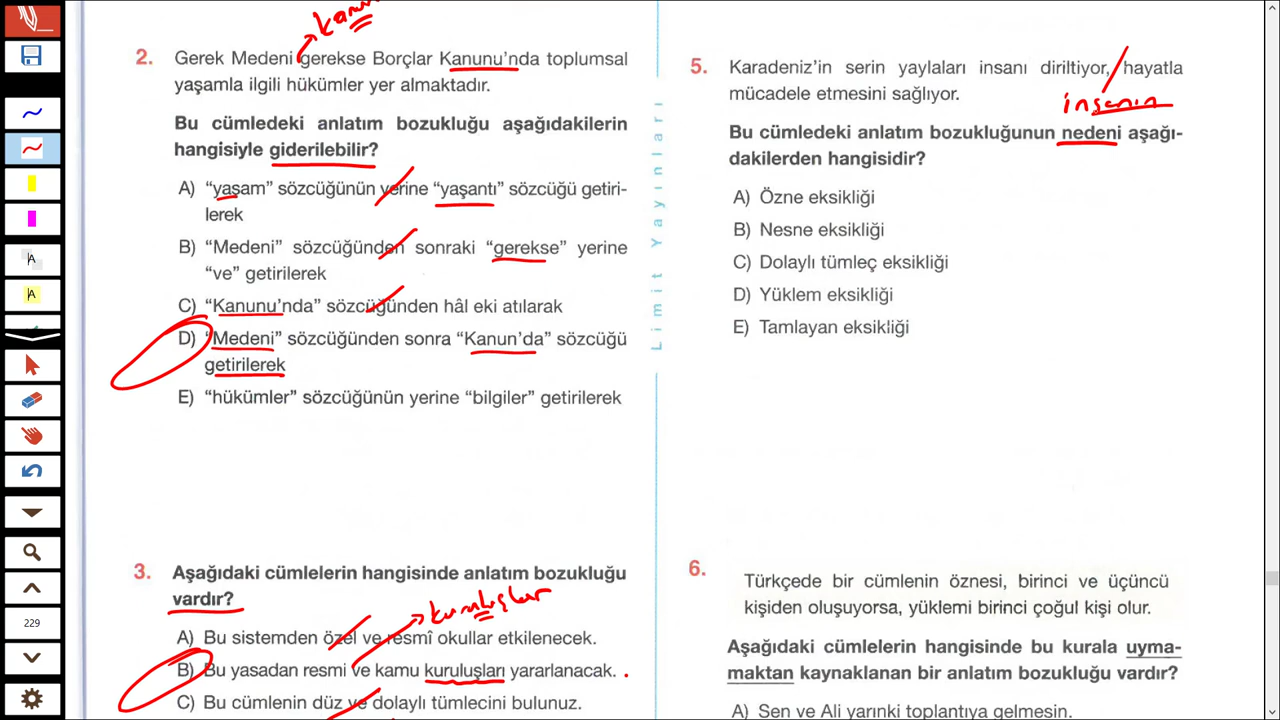 kanun
2. Gerek Medeni gerekse Borçlar Kanunu'nda toplumsal
yaşamla ilgili hükümler yer almaktadır.
Bu cümledeki anlatım bozukluğu aşağıdakilerin
hangisiyle giderilebilir?
A) “yaşam” sözcüğünün yerine “yaşantı” sözcüğü getiri-
lerek
B) “Medeni” sözcüğünden sonraki “gerekse” yerine
“ve” getirilerek
C) “Kanunu'nda” sözcüğünden hâl eki atılarak
D) “Medeni” sözcüğünden sonra “Kanun'da” sözcüğü
getirilerek
E) “hükümler” sözcüğünün yerine “bilgiler” getirilerek
3. Aşağıdaki cümlelerin hangisinde anlatım bozukluğu
vardır?
kuruluşlar
A) Bu sistemden özel ve resmî okullar etkilenecek.
B) Bu yasadan resmi ve kamu kuruluşları yararlanacak.
C) Bu cümlenin düz ve dolaylı tümlecini bulunuz.
Limit Yayınları
5. Karadeniz'in serin yaylaları insanı diriltiyor, hayatla
mücadele etmesini sağlıyor.
insanın
Bu cümledeki anlatım bozukluğunun nedeni aşağı-
dakilerden hangisidir?
A) Özne eksikliği
B) Nesne eksikliği
C) Dolaylı tümleç eksikliği
D) Yüklem eksikliği
E) Tamlayan eksikliği
6. Türkçede bir cümlenin öznesi, birinci ve üçüncü
kişiden oluşuyorsa, yüklemi birinci çoğul kişi olur.
Aşağıdaki cümlelerin hangisinde bu kurala uyma-
maktan kaynaklanan bir anlatım bozukluğu vardır?
A) Sen ve Ali yarınki toplantıya gelmesin.
A
A
229